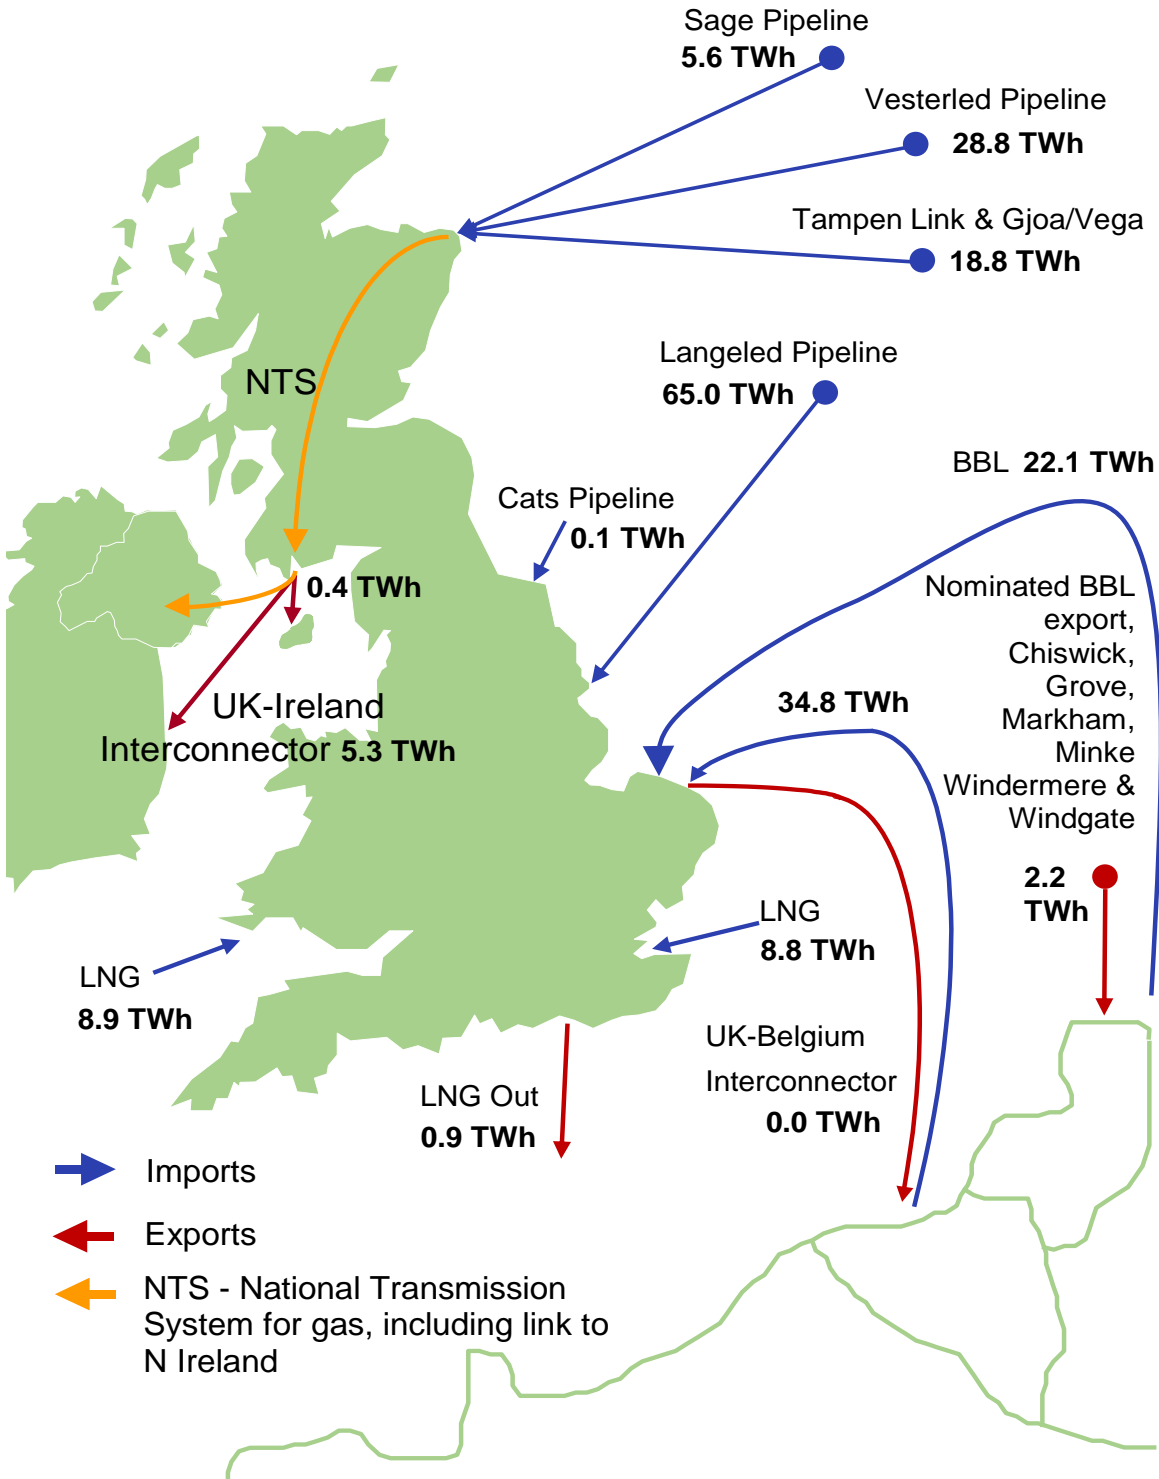 Sage Pipeline
5.6 TWh
Vesterled Pipeline
28.8 TWh
Tampen Link & Gjoa/Vega
18.8 TWh
Langeled Pipeline
65.0 TWh
NTS
BBL 22.1 TWh
Cats Pipeline
0.1 TWh
Nominated BBL
export,
Chiswick,
Grove,
Markham,
Minke
Windermere &
Windgate
2.2
TWh
0.4 TWh
34.8 TWh
UK-Ireland
Interconnector 5.3 TWh
LNG
8.8 TWh
LNG
8.9 TWh
UK-Belgium
Interconnector
0.0 TWh
LNG Out
0.9 TWh
Imports
Exports
NTS - National Transmission
System for gas, including link to
N Ireland